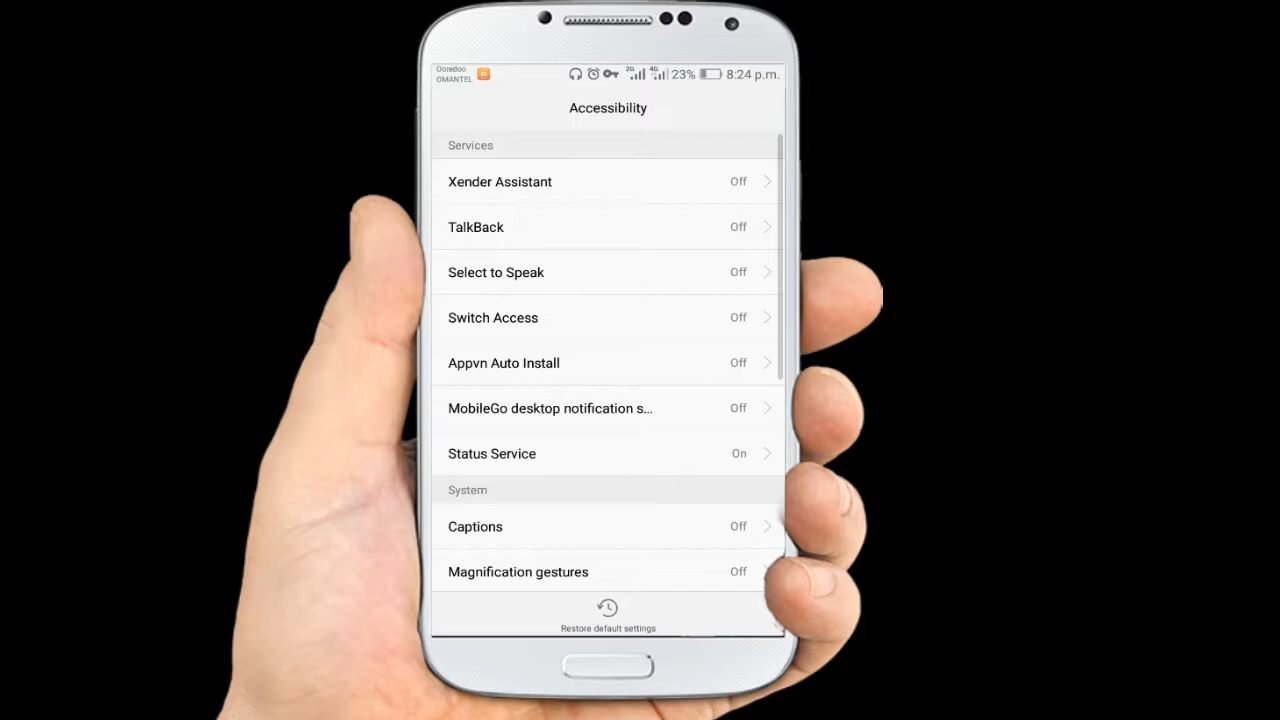 Ooredoo
OMANTEL
2G 4G 23% 8:24 p.m.
Accessibility
Services
Xender Assistant Off
TalkBack Off
Select to Speak Off
Switch Access Off
Appvn Auto Install Off
MobileGo desktop notification s... Off
Status Service On
System
Captions Off
Magnification gestures Off
Restore default settings